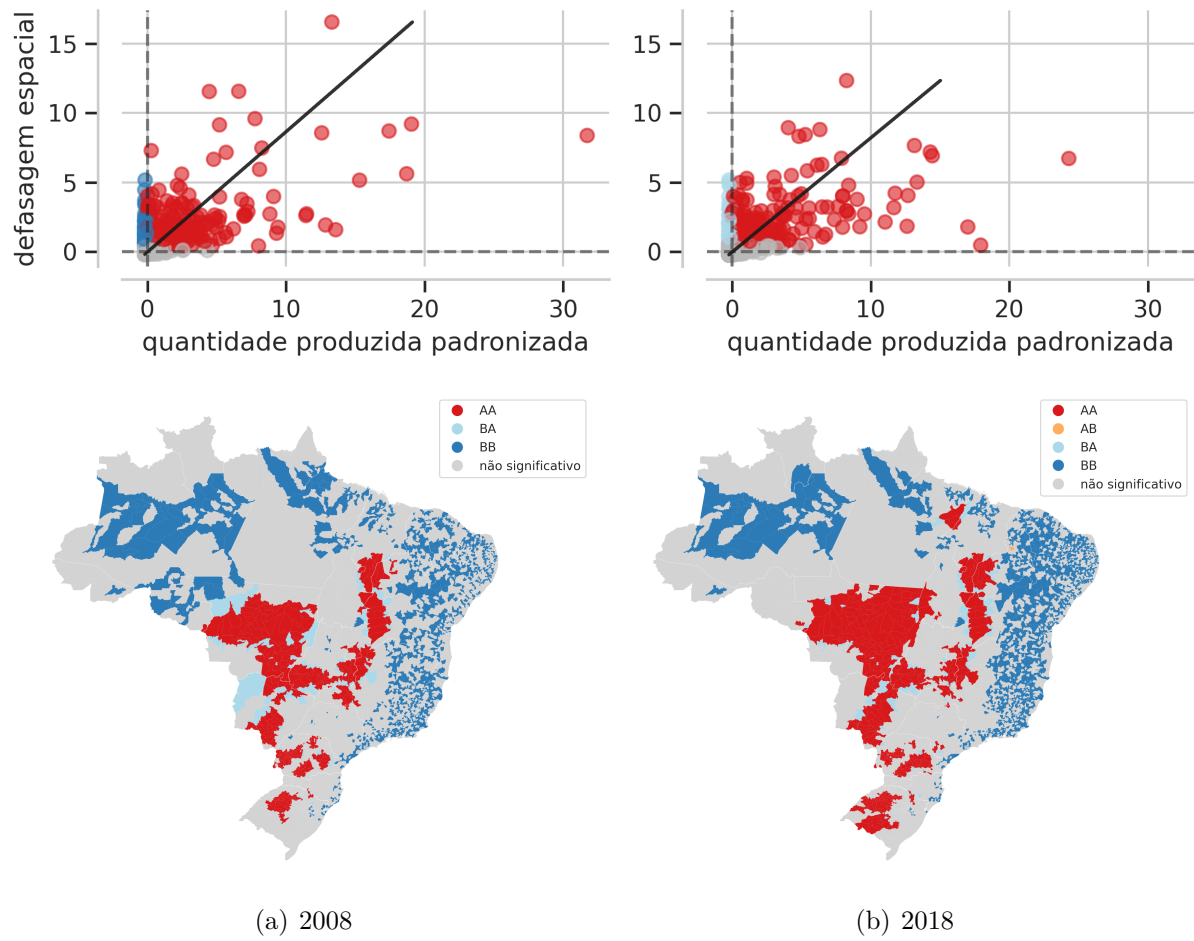 defasagem espacial
15
10
5
0
0
10
20
30
quantidade produzida padronizada
15
10
5
0
0
10
20
30
quantidade produzida padronizada
AA
BA
BB
não significativo
AA
AB
BA
BB
não significativo
(a) 2008
(b) 2018